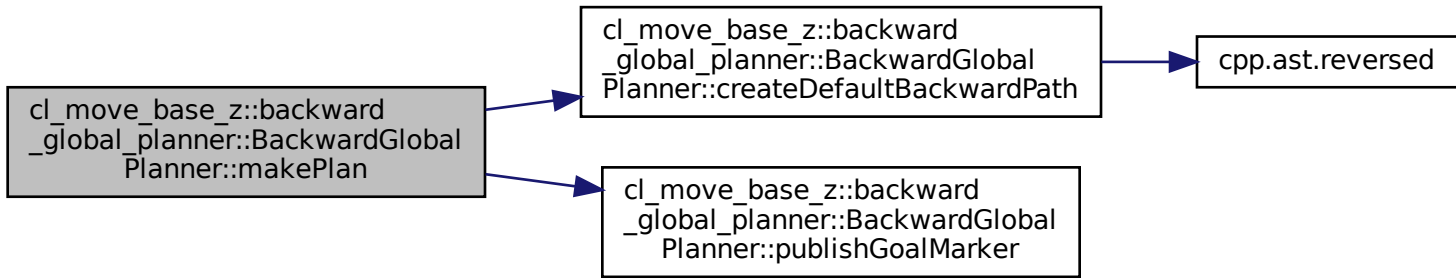 cl_move_base_z::backward
_global_planner::BackwardGlobal
Planner::makePlan
cl_move_base_z::backward
_global_planner::BackwardGlobal
Planner::createDefaultBackwardPath
cpp.ast.reversed
cl_move_base_z::backward
_global_planner::BackwardGlobal
Planner::publishGoalMarker